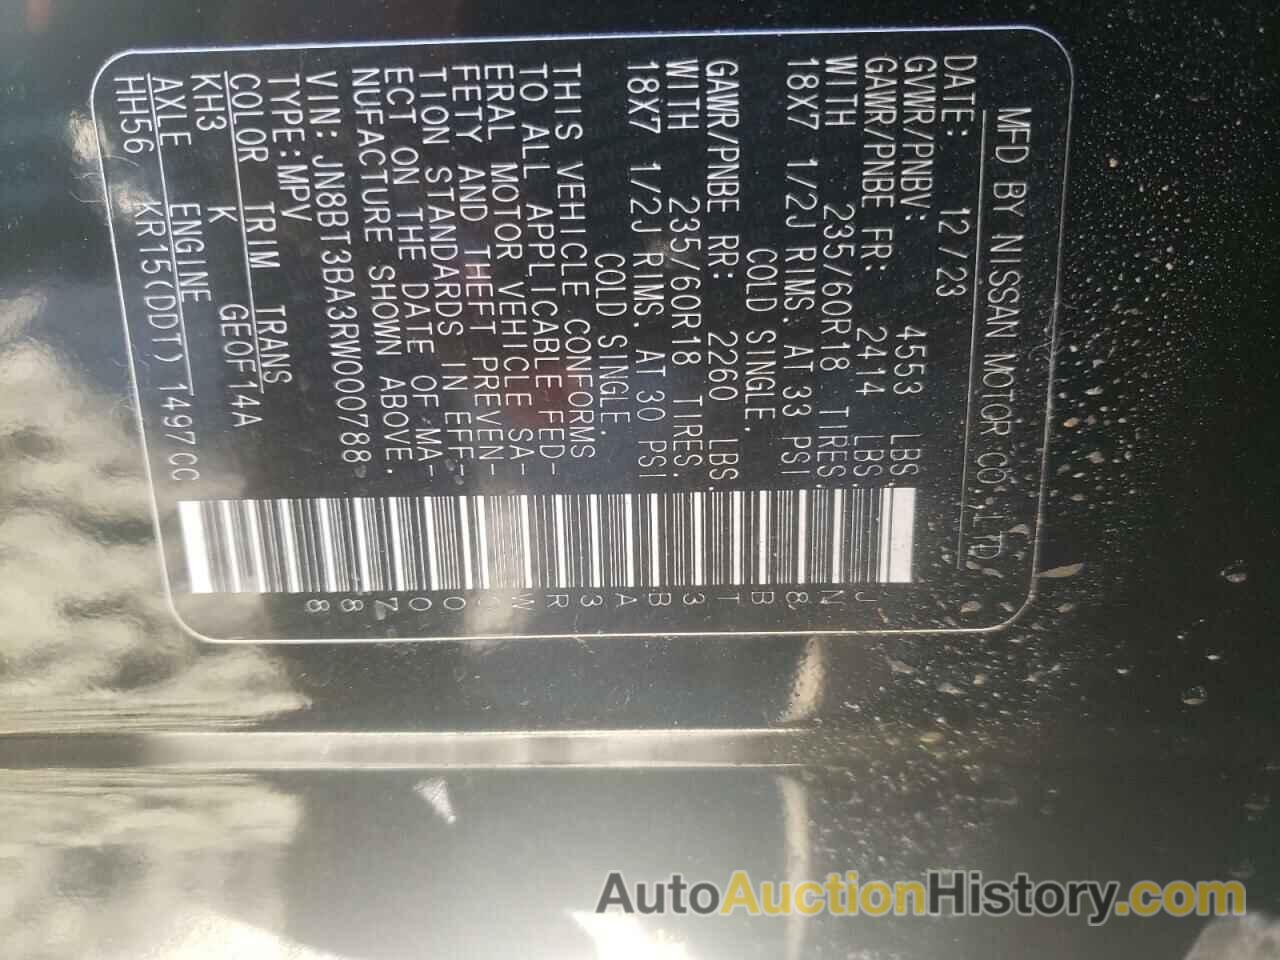 MFD BY NISSAN MOTOR CO.,LTD.
DATE: 12/23
GVWR/PNBV: 4553 LBS.
GAWR/PNBE FR: 2414 LBS.
WITH 235/60R18 TIRES.
18X7 1/2J RIMS. AT 33 PSI
COLD SINGLE.
GAWR/PNBE RR: 2260 LBS.
WITH 235/60R18 TIRES.
18X7 1/2J RIMS. AT 30 PSI
COLD SINGLE.
THIS VEHICLE CONFORMS
TO ALL APPLICABLE FED-
ERAL MOTOR VEHICLE SA-
FETY AND THEFT PREVEN-
TION STANDARDS IN EFF-
ECT ON THE DATE OF MA-
NUFACTURE SHOWN ABOVE.
VIN: JN8BT3BA3RW000788
TYPE:MPV
COLOR TRIM TRANS
KH3 K GE0F14A
AXLE ENGINE
HH56 KR15(DDT) 1497CC
JN8BT3BA3RW000788
AutoAuctionHistory.com